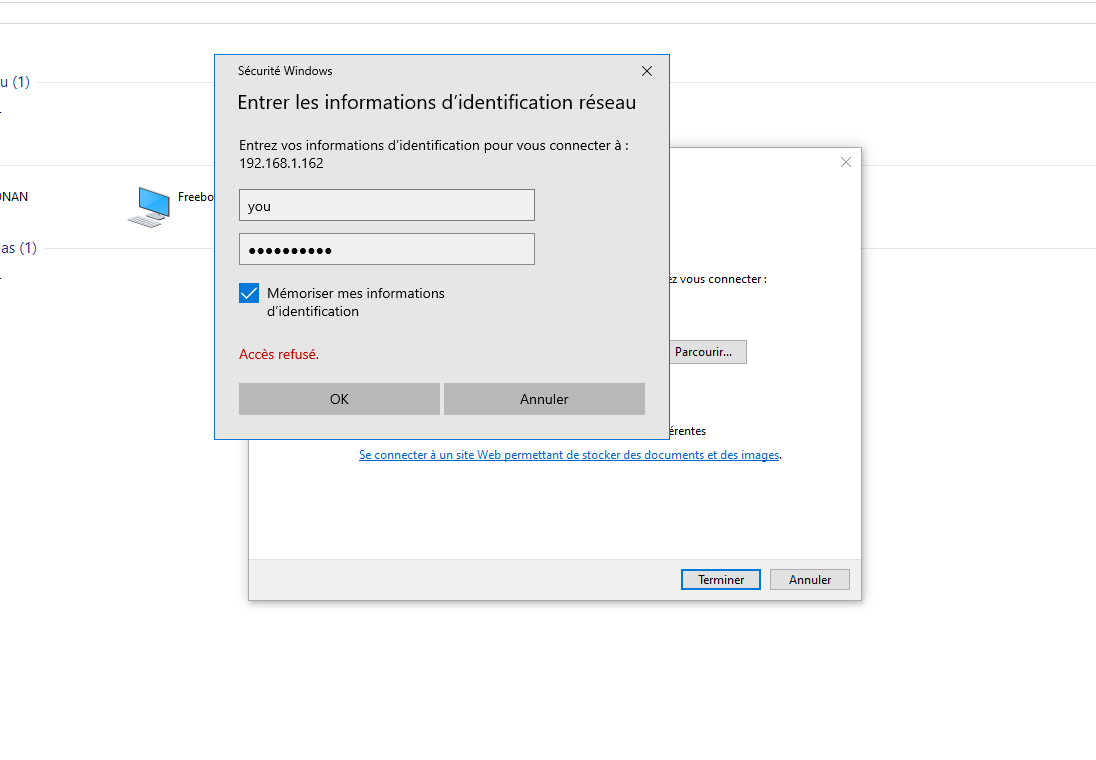 Sécurité Windows
Entrer les informations d’identification réseau
u (1)
Entrez vos informations d’identification pour vous connecter à :
192.168.1.162
NAN
Freebo
you
••••••••••
as (1)
ez vous connecter :
Mémoriser mes informations
d’identification
Accès refusé.
Parcourir...
OK
Annuler
érentes
Se connecter à un site Web permettant de stocker des documents et des images.
Terminer
Annuler